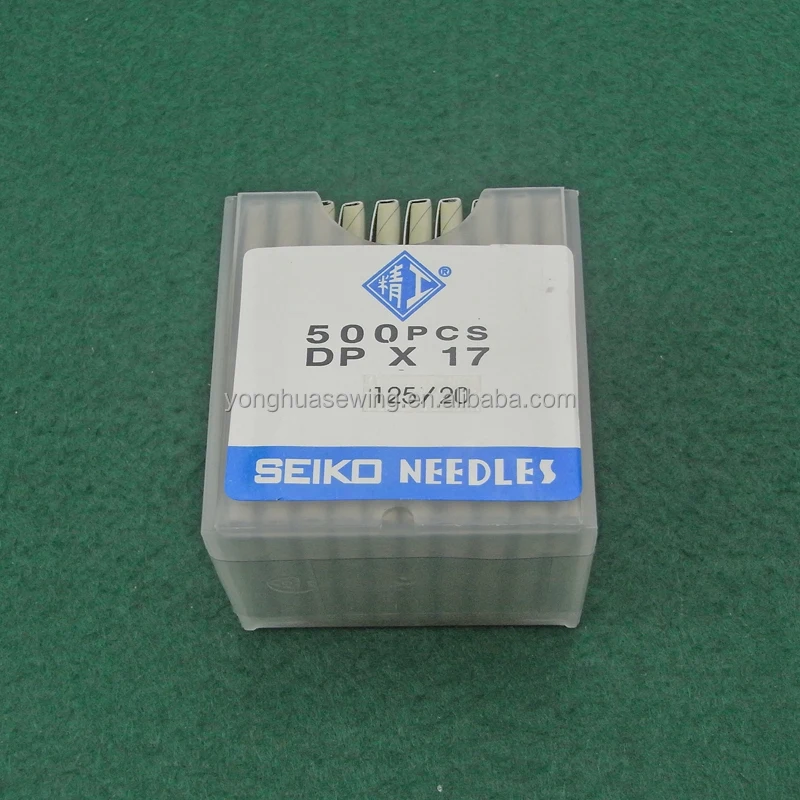 精工®
500PCS
DP X 17
125/20
yonghuasewing.en.alibaba.com
SEIKO NEEDLES